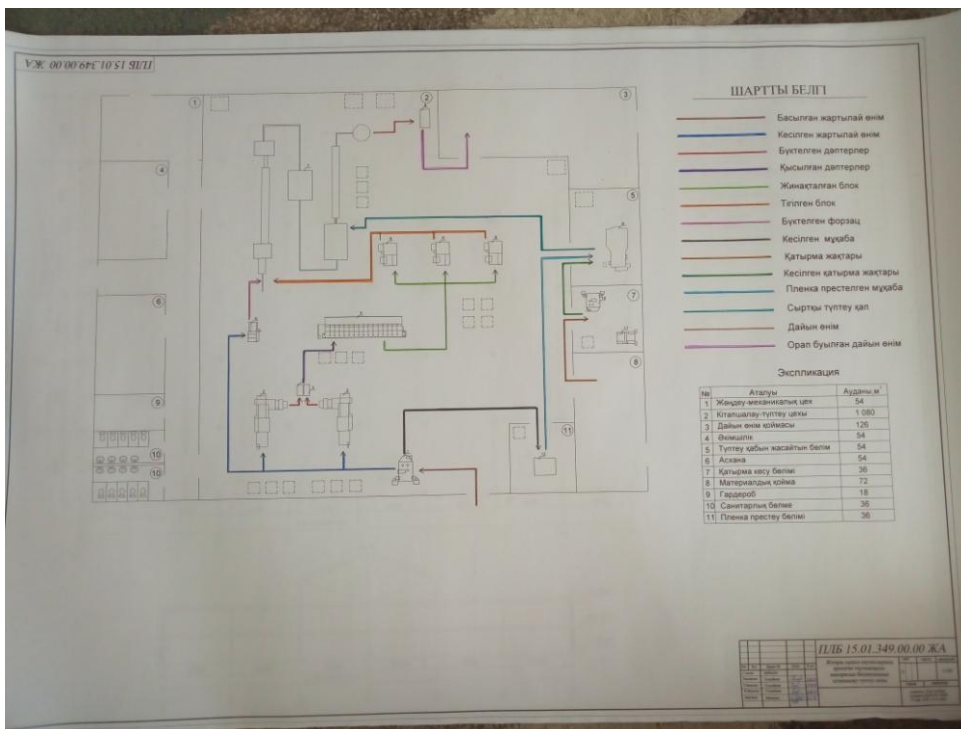 ПЛБ 15.01.349.00.00 ЖА
1
2
3
4
5
6
7
8
9
10
10
11
ШАРТТЫ БЕЛГІ
Басылған жартылай өнім
Кесілген жартылай өнім
Бүктелген дәптерлер
Қысылған дәптерлер
Жинақталған блок
Тігілген блок
Бүктелген форзац
Кесілген мұқаба
Қатырма жақтары
Кесілген қатырма жақтары
Пленка престелген мұқаба
Сыртқы түптеу қап
Дайын өнім
Орап буылған дайын өнім
Экспликация
№ Аталуы Ауданы м²
1 Жөндеу-механикалық цех 54
2 Кітапшалау-түптеу цехы 1 080
3 Дайын өнім қоймасы 126
4 Әкімшілік 54
5 Түптеу қабын жасайтын бөлім 54
6 Асхана 54
7 Қатырма кесу бөлімі 36
8 Материалдық қойма 72
9 Гардероб 18
10 Санитарлық бөлме 36
11 Пленка престеу бөлімі 36
ПЛБ 15.01.349.00.00 ЖА